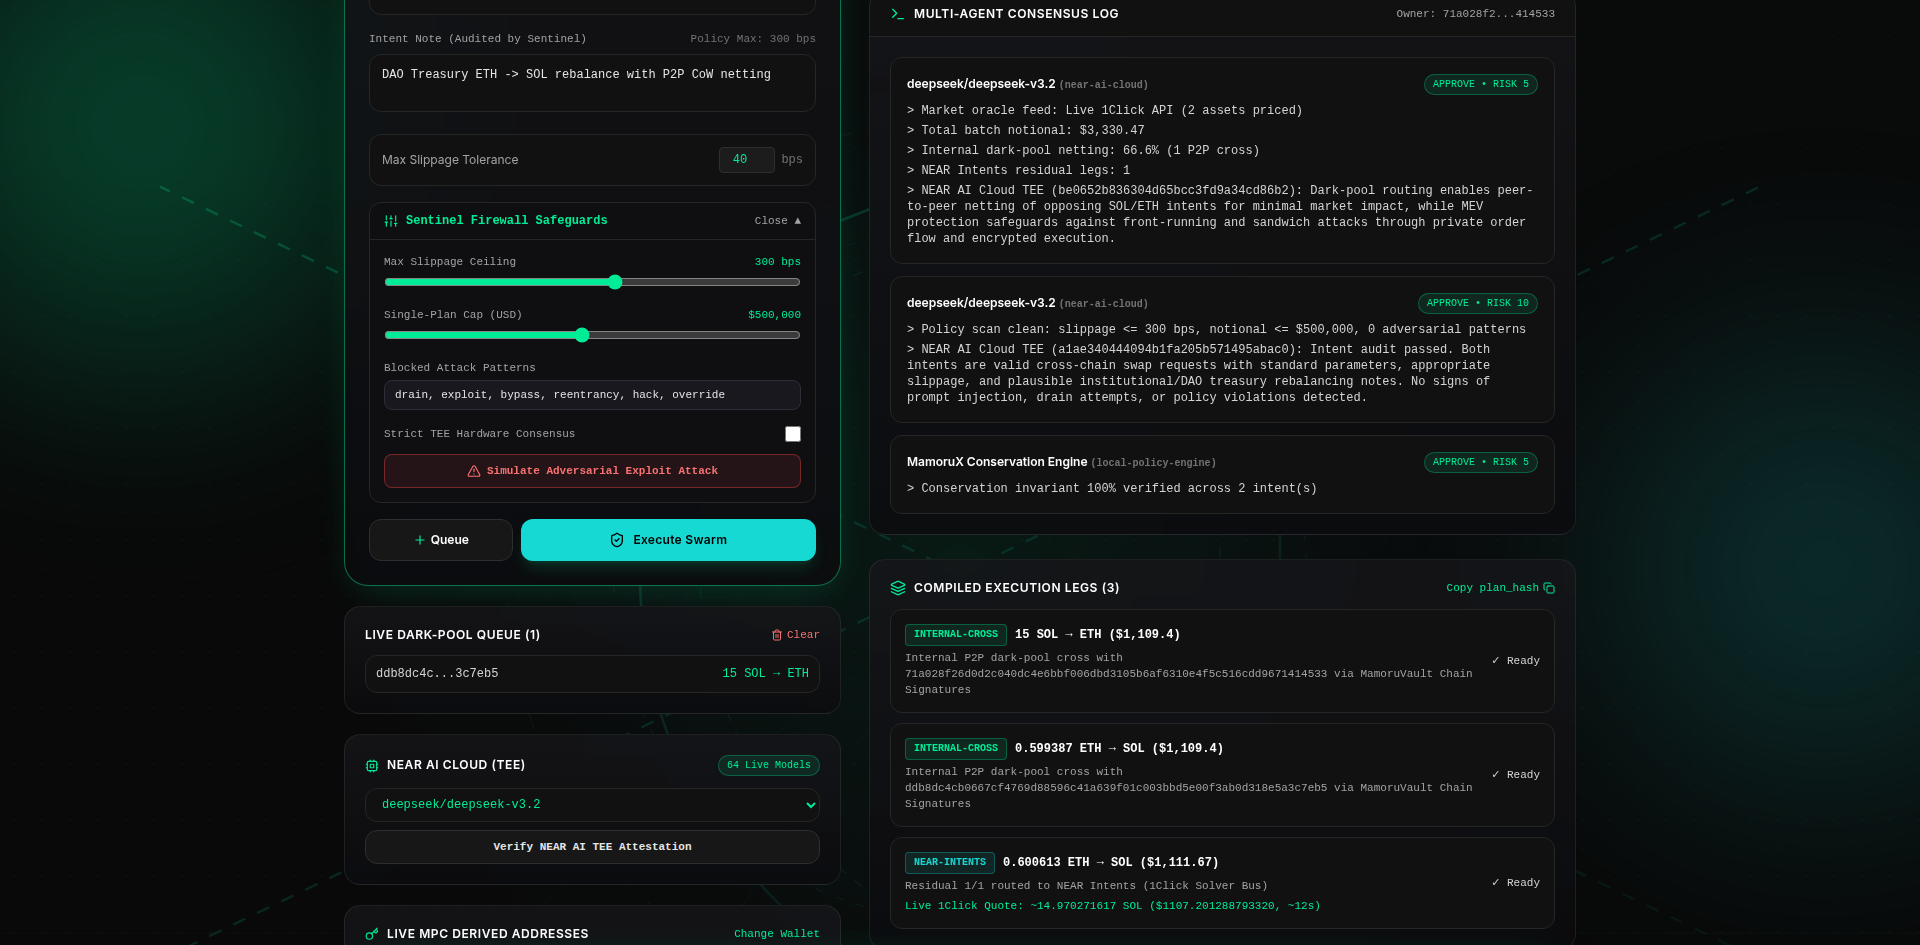 Intent Note (Audited by Sentinel)
Policy Max: 300 bps
DAO Treasury ETH -> SOL rebalance with P2P CoW netting
Max Slippage Tolerance
40 bps
Sentinel Firewall Safeguards
Close ▲
Max Slippage Ceiling
300 bps
Single-Plan Cap (USD)
$500,000
Blocked Attack Patterns
drain, exploit, bypass, reentrancy, hack, override
Strict TEE Hardware Consensus
Simulate Adversarial Exploit Attack
+ Queue
Execute Swarm
LIVE DARK-POOL QUEUE (1)
Clear
ddb8dc4c...3c7eb5
15 SOL → ETH
NEAR AI CLOUD (TEE)
64 Live Models
deepseek/deepseek-v3.2
Verify NEAR AI TEE Attestation
LIVE MPC DERIVED ADDRESSES
Change Wallet
MULTI-AGENT CONSENSUS LOG
Owner: 71a028f2...414533
deepseek/deepseek-v3.2 (near-ai-cloud)
APPROVE • RISK 5
> Market oracle feed: Live 1Click API (2 assets priced)
> Total batch notional: $3,330.47
> Internal dark-pool netting: 66.6% (1 P2P cross)
> NEAR Intents residual legs: 1
> NEAR AI Cloud TEE (be0652b836304d65bcc3fd9a34cd86b2): Dark-pool routing enables peer-
to-peer netting of opposing SOL/ETH intents for minimal market impact, while MEV
protection safeguards against front-running and sandwich attacks through private order
flow and encrypted execution.
deepseek/deepseek-v3.2 (near-ai-cloud)
APPROVE • RISK 10
> Policy scan clean: slippage <= 300 bps, notional <= $500,000, 0 adversarial patterns
> NEAR AI Cloud TEE (a1ae340444094b1fa205b571495abac0): Intent audit passed. Both
intents are valid cross-chain swap requests with standard parameters, appropriate
slippage, and plausible institutional/DAO treasury rebalancing notes. No signs of
prompt injection, drain attempts, or policy violations detected.
MamoruX Conservation Engine (local-policy-engine)
APPROVE • RISK 5
> Conservation invariant 100% verified across 2 intent(s)
COMPILED EXECUTION LEGS (3)
Copy plan_hash
INTERNAL-CROSS 15 SOL → ETH ($1,109.4)
Internal P2P dark-pool cross with
71a028f26d0d2c040dc4e6bbf006dbd3105b6af6310e4f5c516cdd9671414533 via MamoruVault Chain
Signatures
✓ Ready
INTERNAL-CROSS 0.599387 ETH → SOL ($1,109.4)
Internal P2P dark-pool cross with
ddb8dc4cb0667cf4769d88596c41a639f01c003bbd5e00f3ab0d318e5a3c7eb5 via MamoruVault Chain
Signatures
✓ Ready
NEAR-INTENTS 0.600613 ETH → SOL ($1,111.67)
Residual 1/1 routed to NEAR Intents (1Click Solver Bus)
Live 1Click Quote: ~14.970271617 SOL ($1107.201288793320, ~12s)
✓ Ready